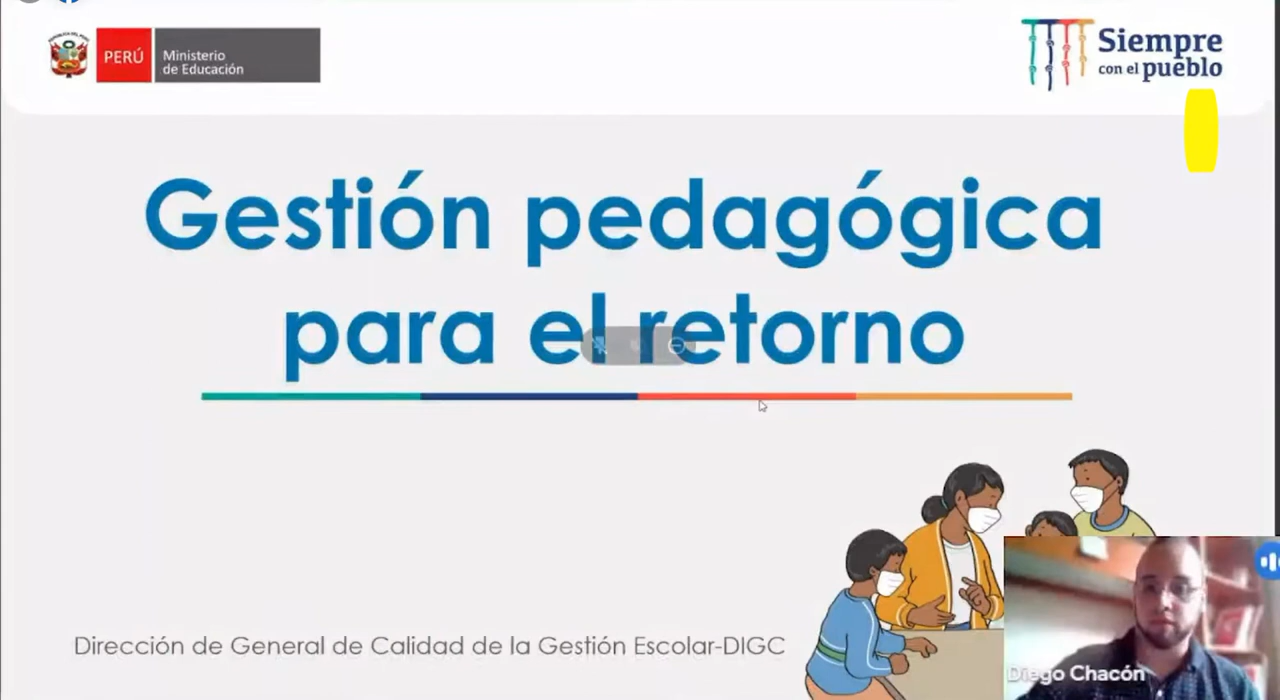 PERÚ
Ministerio
de Educación
Siempre
con el pueblo
Gestión pedagógica
para el retorno
Dirección de General de Calidad de la Gestión Escolar-DIGC
Diego Chacón